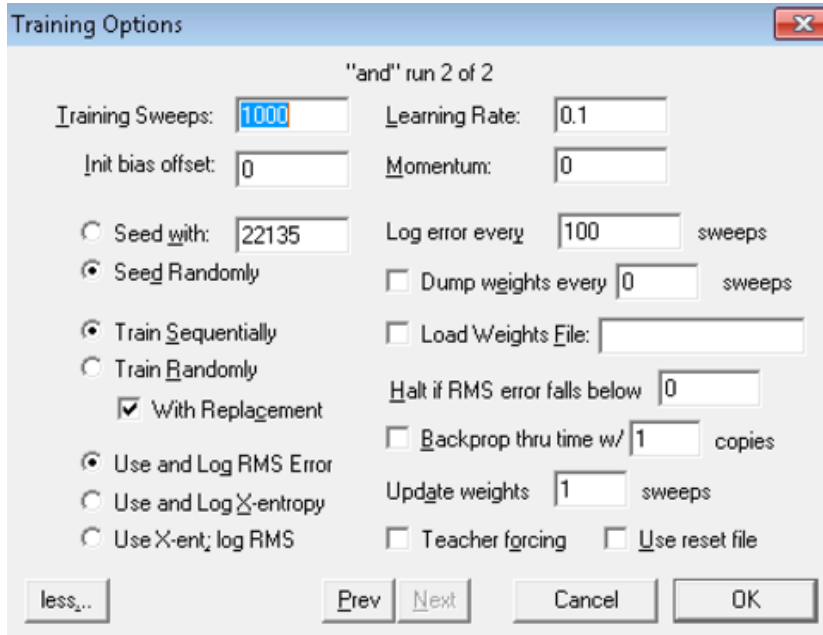 Training Options
"and" run 2 of 2
Training Sweeps: 1000 Learning Rate: 0.1
Init bias offset: 0 Momentum: 0
Seed with: 22135 Log error every 100 sweeps
Seed Randomly Dump weights every 0 sweeps
Train Sequentially Load Weights File:
Train Randomly
With Replacement Halt if RMS error falls below 0
Use and Log RMS Error Backprop thru time w/ 1 copies
Use and Log X-entropy Update weights 1 sweeps
Use X-ent; log RMS Teacher forcing Use reset file
less... Prev Next Cancel OK